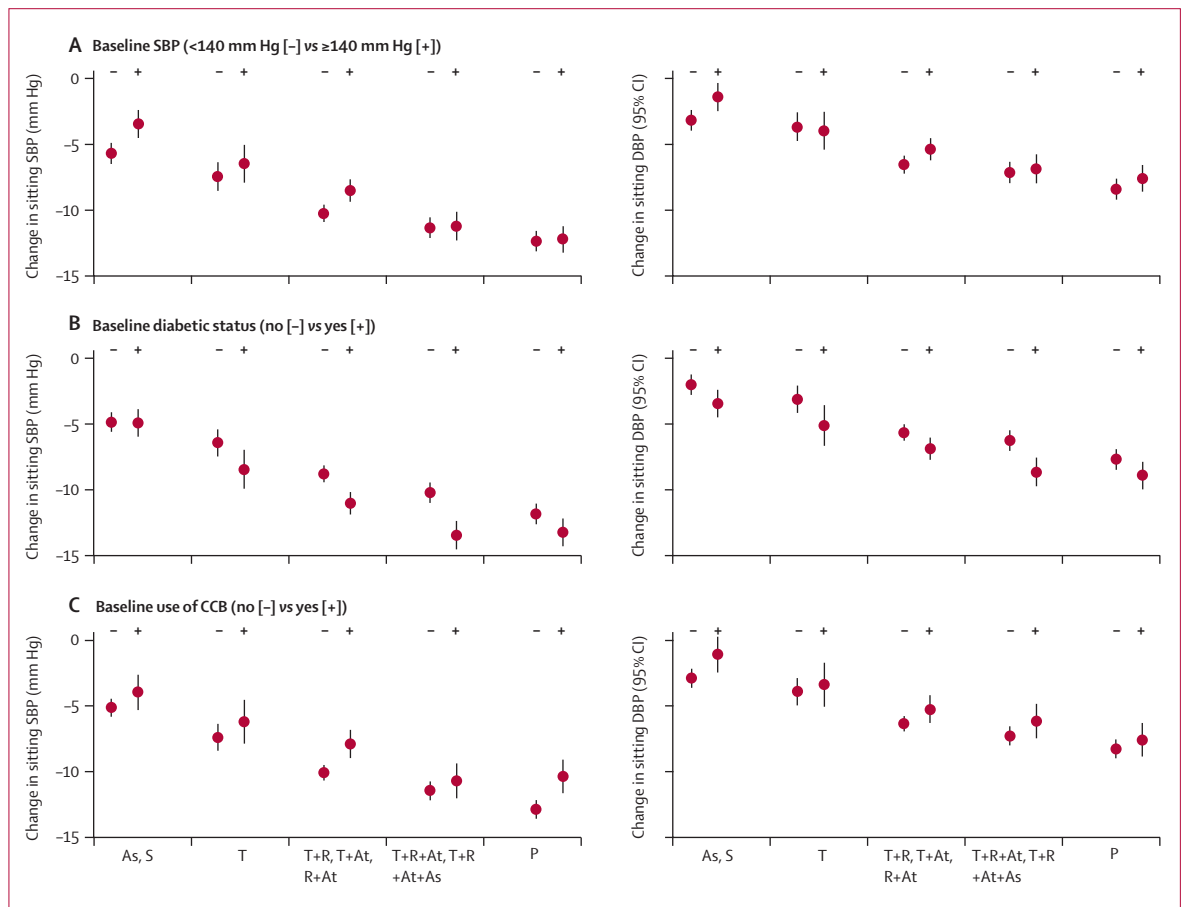 A Baseline SBP (<140 mm Hg [–] vs ≥140 mm Hg [+])
– + – + – + – + – +
– + – + – + – + – +
Change in sitting SBP (mm Hg)
0
–5
–10
–15
Change in sitting DBP (95% CI)
B Baseline diabetic status (no [–] vs yes [+])
– + – + – + – + – +
– + – + – + – + – +
Change in sitting SBP (mm Hg)
0
–5
–10
–15
Change in sitting DBP (95% CI)
C Baseline use of CCB (no [–] vs yes [+])
– + – + – + – + – +
– + – + – + – + – +
Change in sitting SBP (mm Hg)
0
–5
–10
–15
As, S
T
T+R, T+At,
R+At
T+R+At, T+R
+At+As
P
Change in sitting DBP (95% CI)
As, S
T
T+R, T+At,
R+At
T+R+At, T+R
+At+As
P